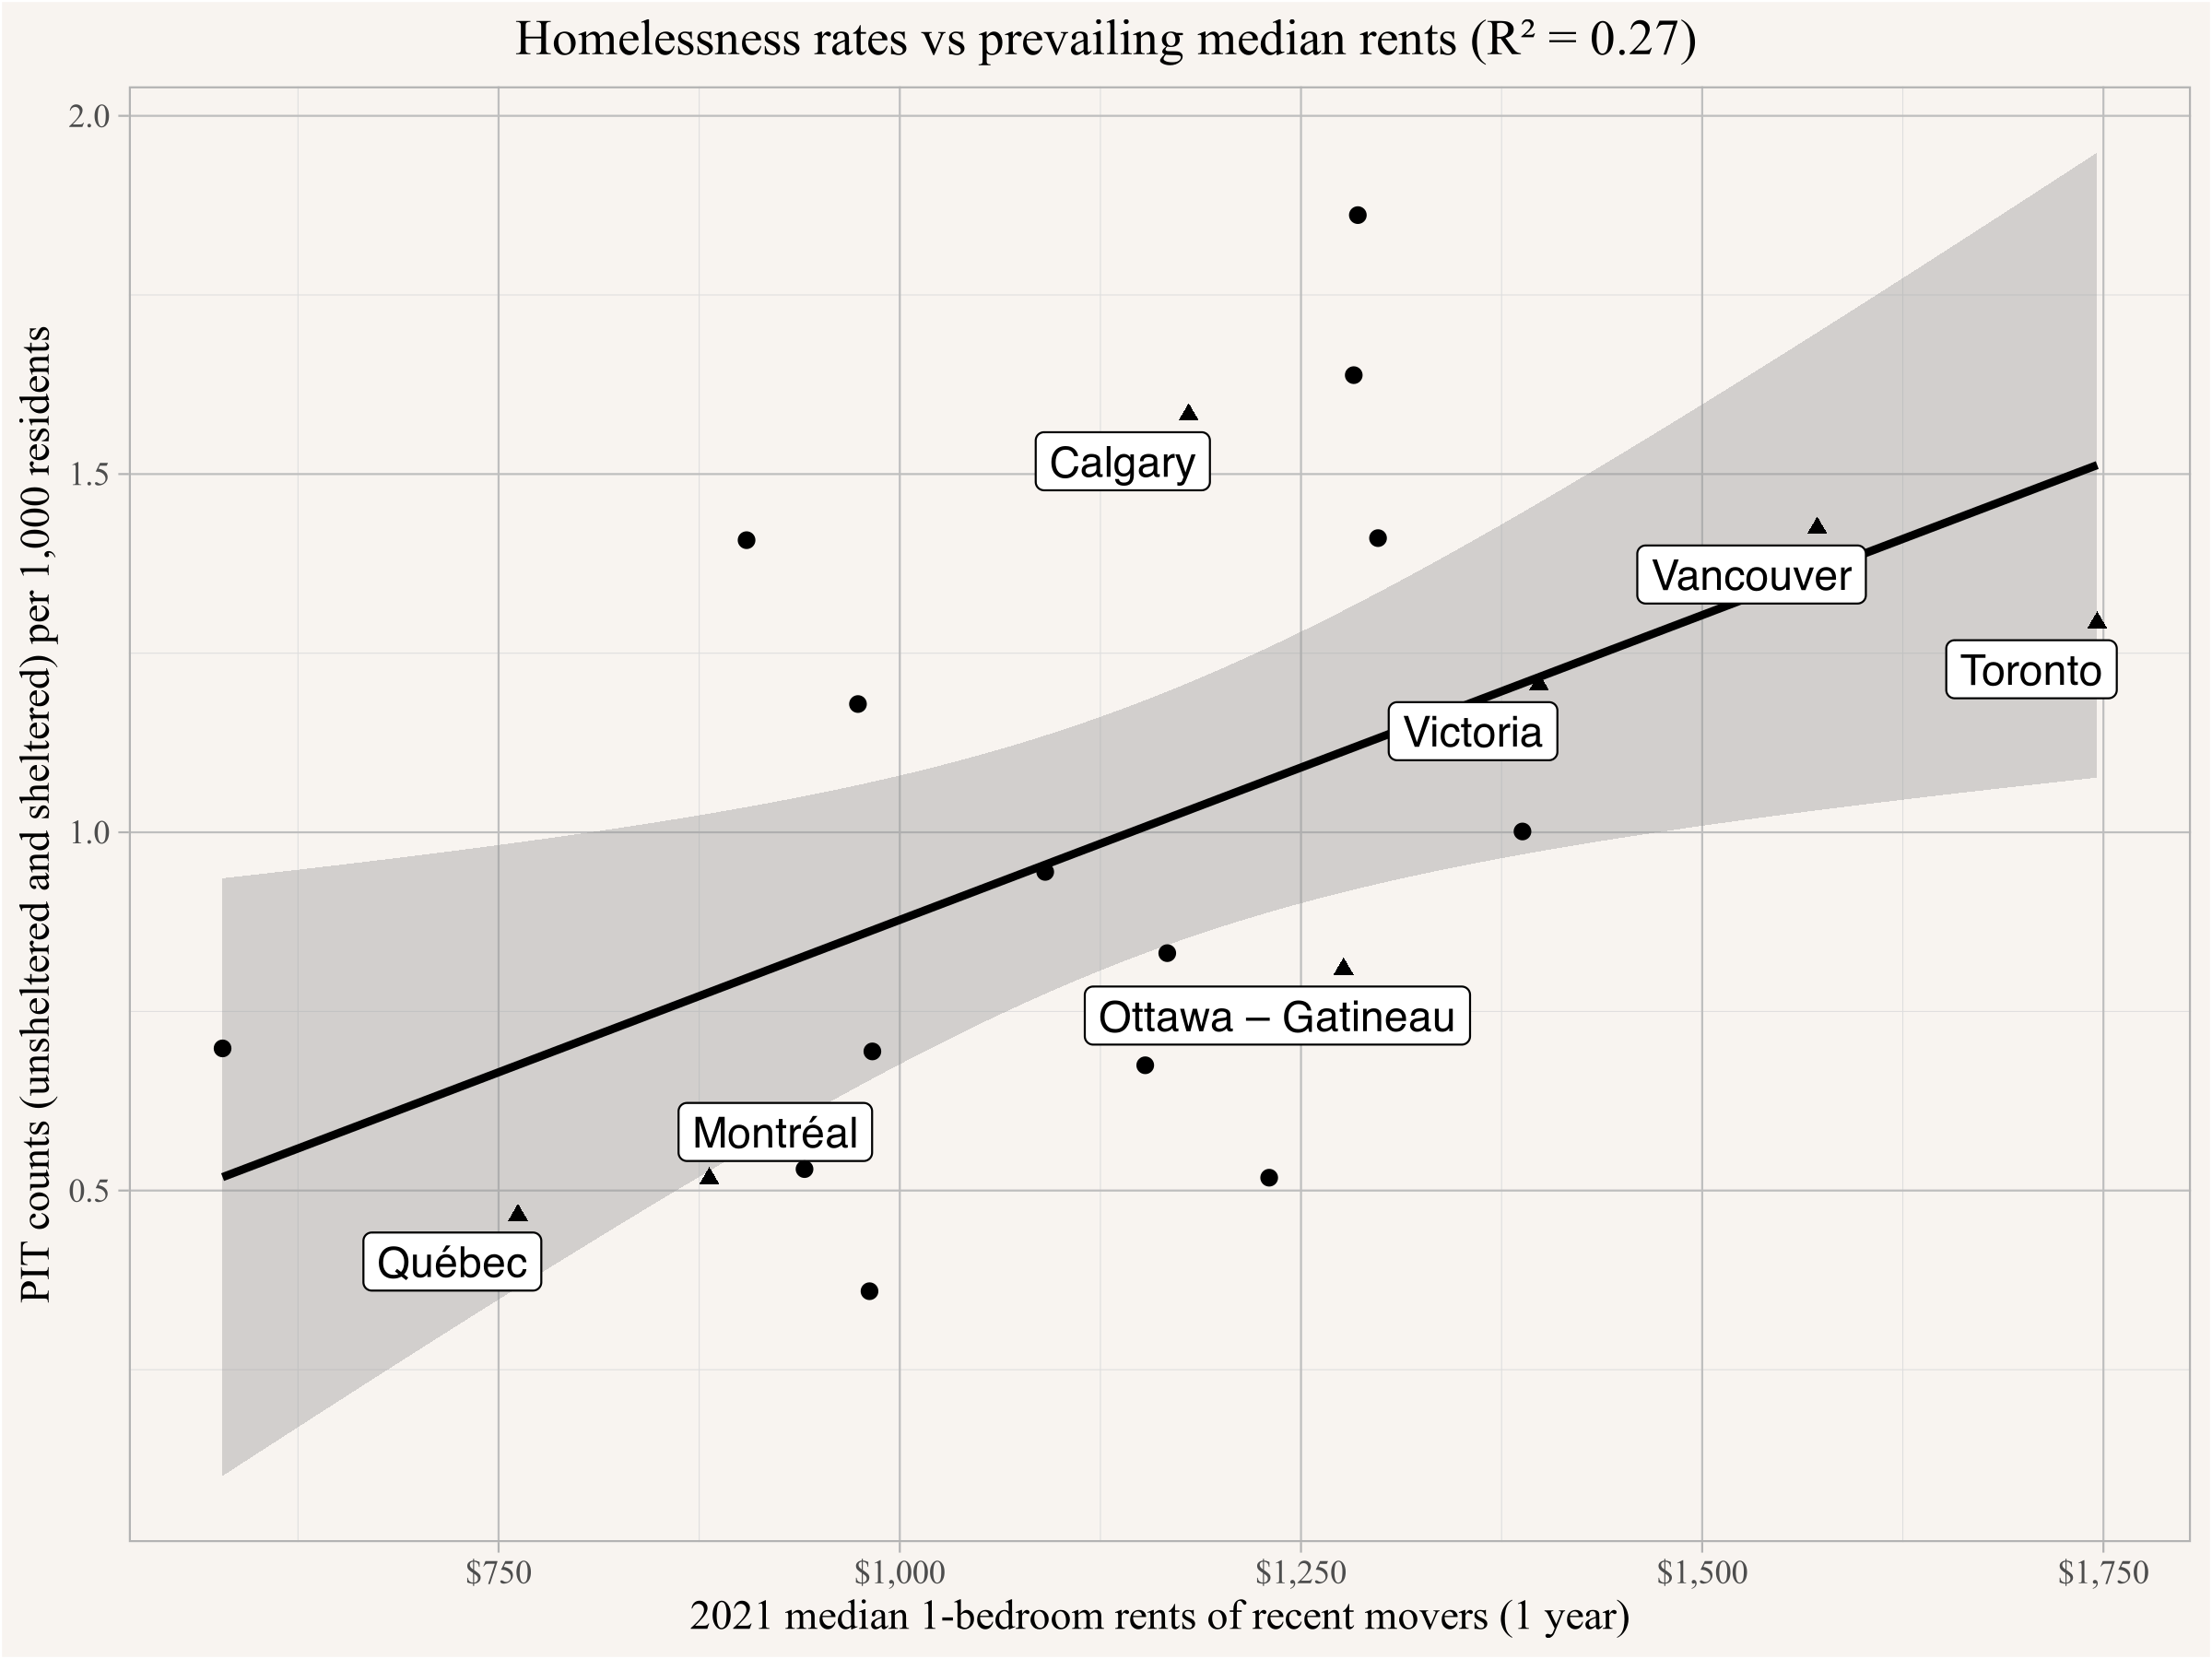 Homelessness rates vs prevailing median rents (R² = 0.27)
PIT counts (unsheltered and sheltered) per 1,000 residents
2.0
1.5
1.0
0.5
Calgary
Vancouver
Toronto
Victoria
Ottawa – Gatineau
Montréal
Québec
$750
$1,000
$1,250
$1,500
$1,750
2021 median 1-bedroom rents of recent movers (1 year)